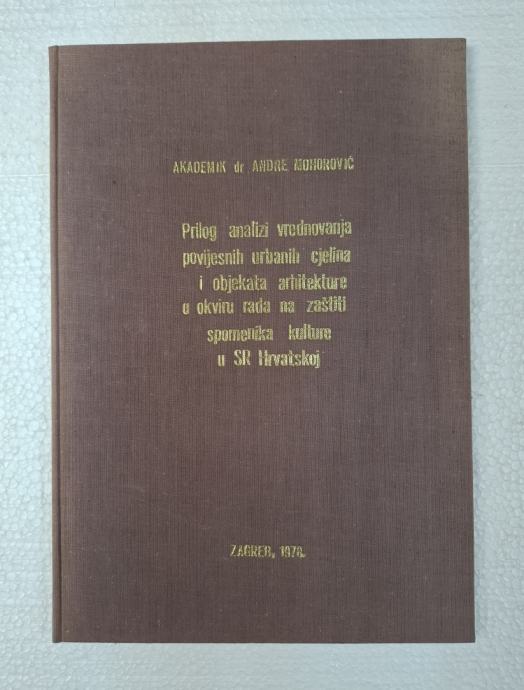 AKADEMIK dr ANDRE MOHOROVIĆ
Prilog analizi vrednovanja
povijesnih urbanih cjelina
i objekata arhitekture
u okviru rada na zaštiti
spomenika kulture
u SR Hrvatskoj
ZAGREB, 1976.